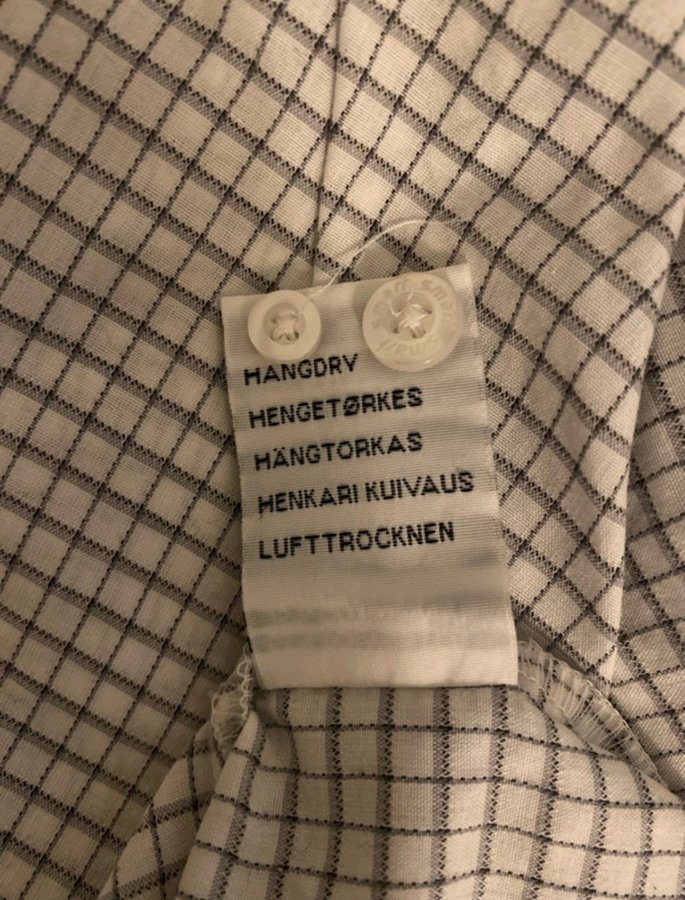 HANGDRY
HENGETØRKES
HÄNGTORKAS
HENKARI KUIVAUS
LUFTTROCKNEN